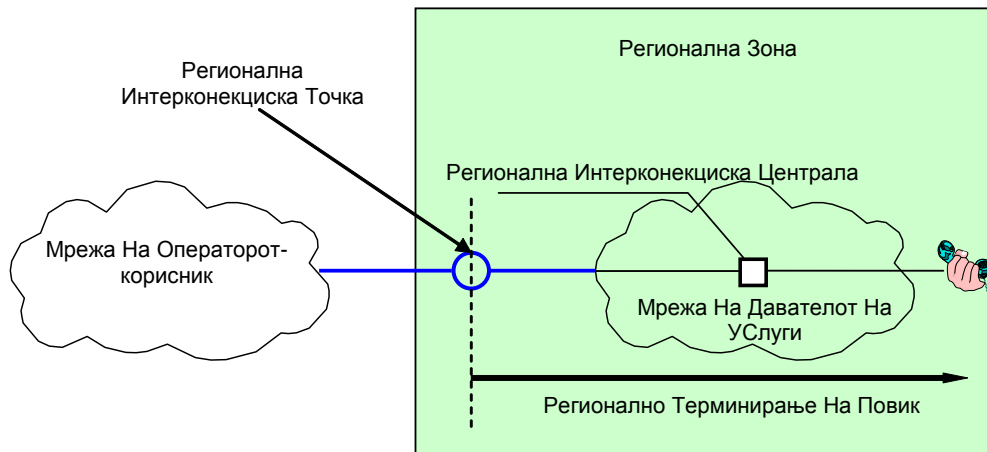 Регионална Зона
Регионална
Интерконекциска Точка
Регионална Интерконекциска Централа
Мрежа На Операторот-
корисник
Мрежа На Давателот На
УСлуги
Регионално Терминирање На Повик